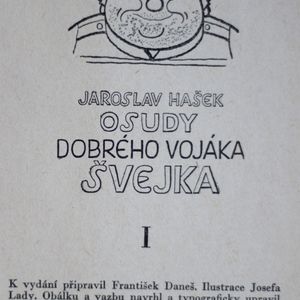 JAROSLAV HAŠEK
OSUDY
DOBRÉHO VOJÁKA
ŠVEJKA
I
K vydání připravil František Daneš. Ilustrace Josefa
Lady. Obálku a vazbu navrhl a typograficky upravil